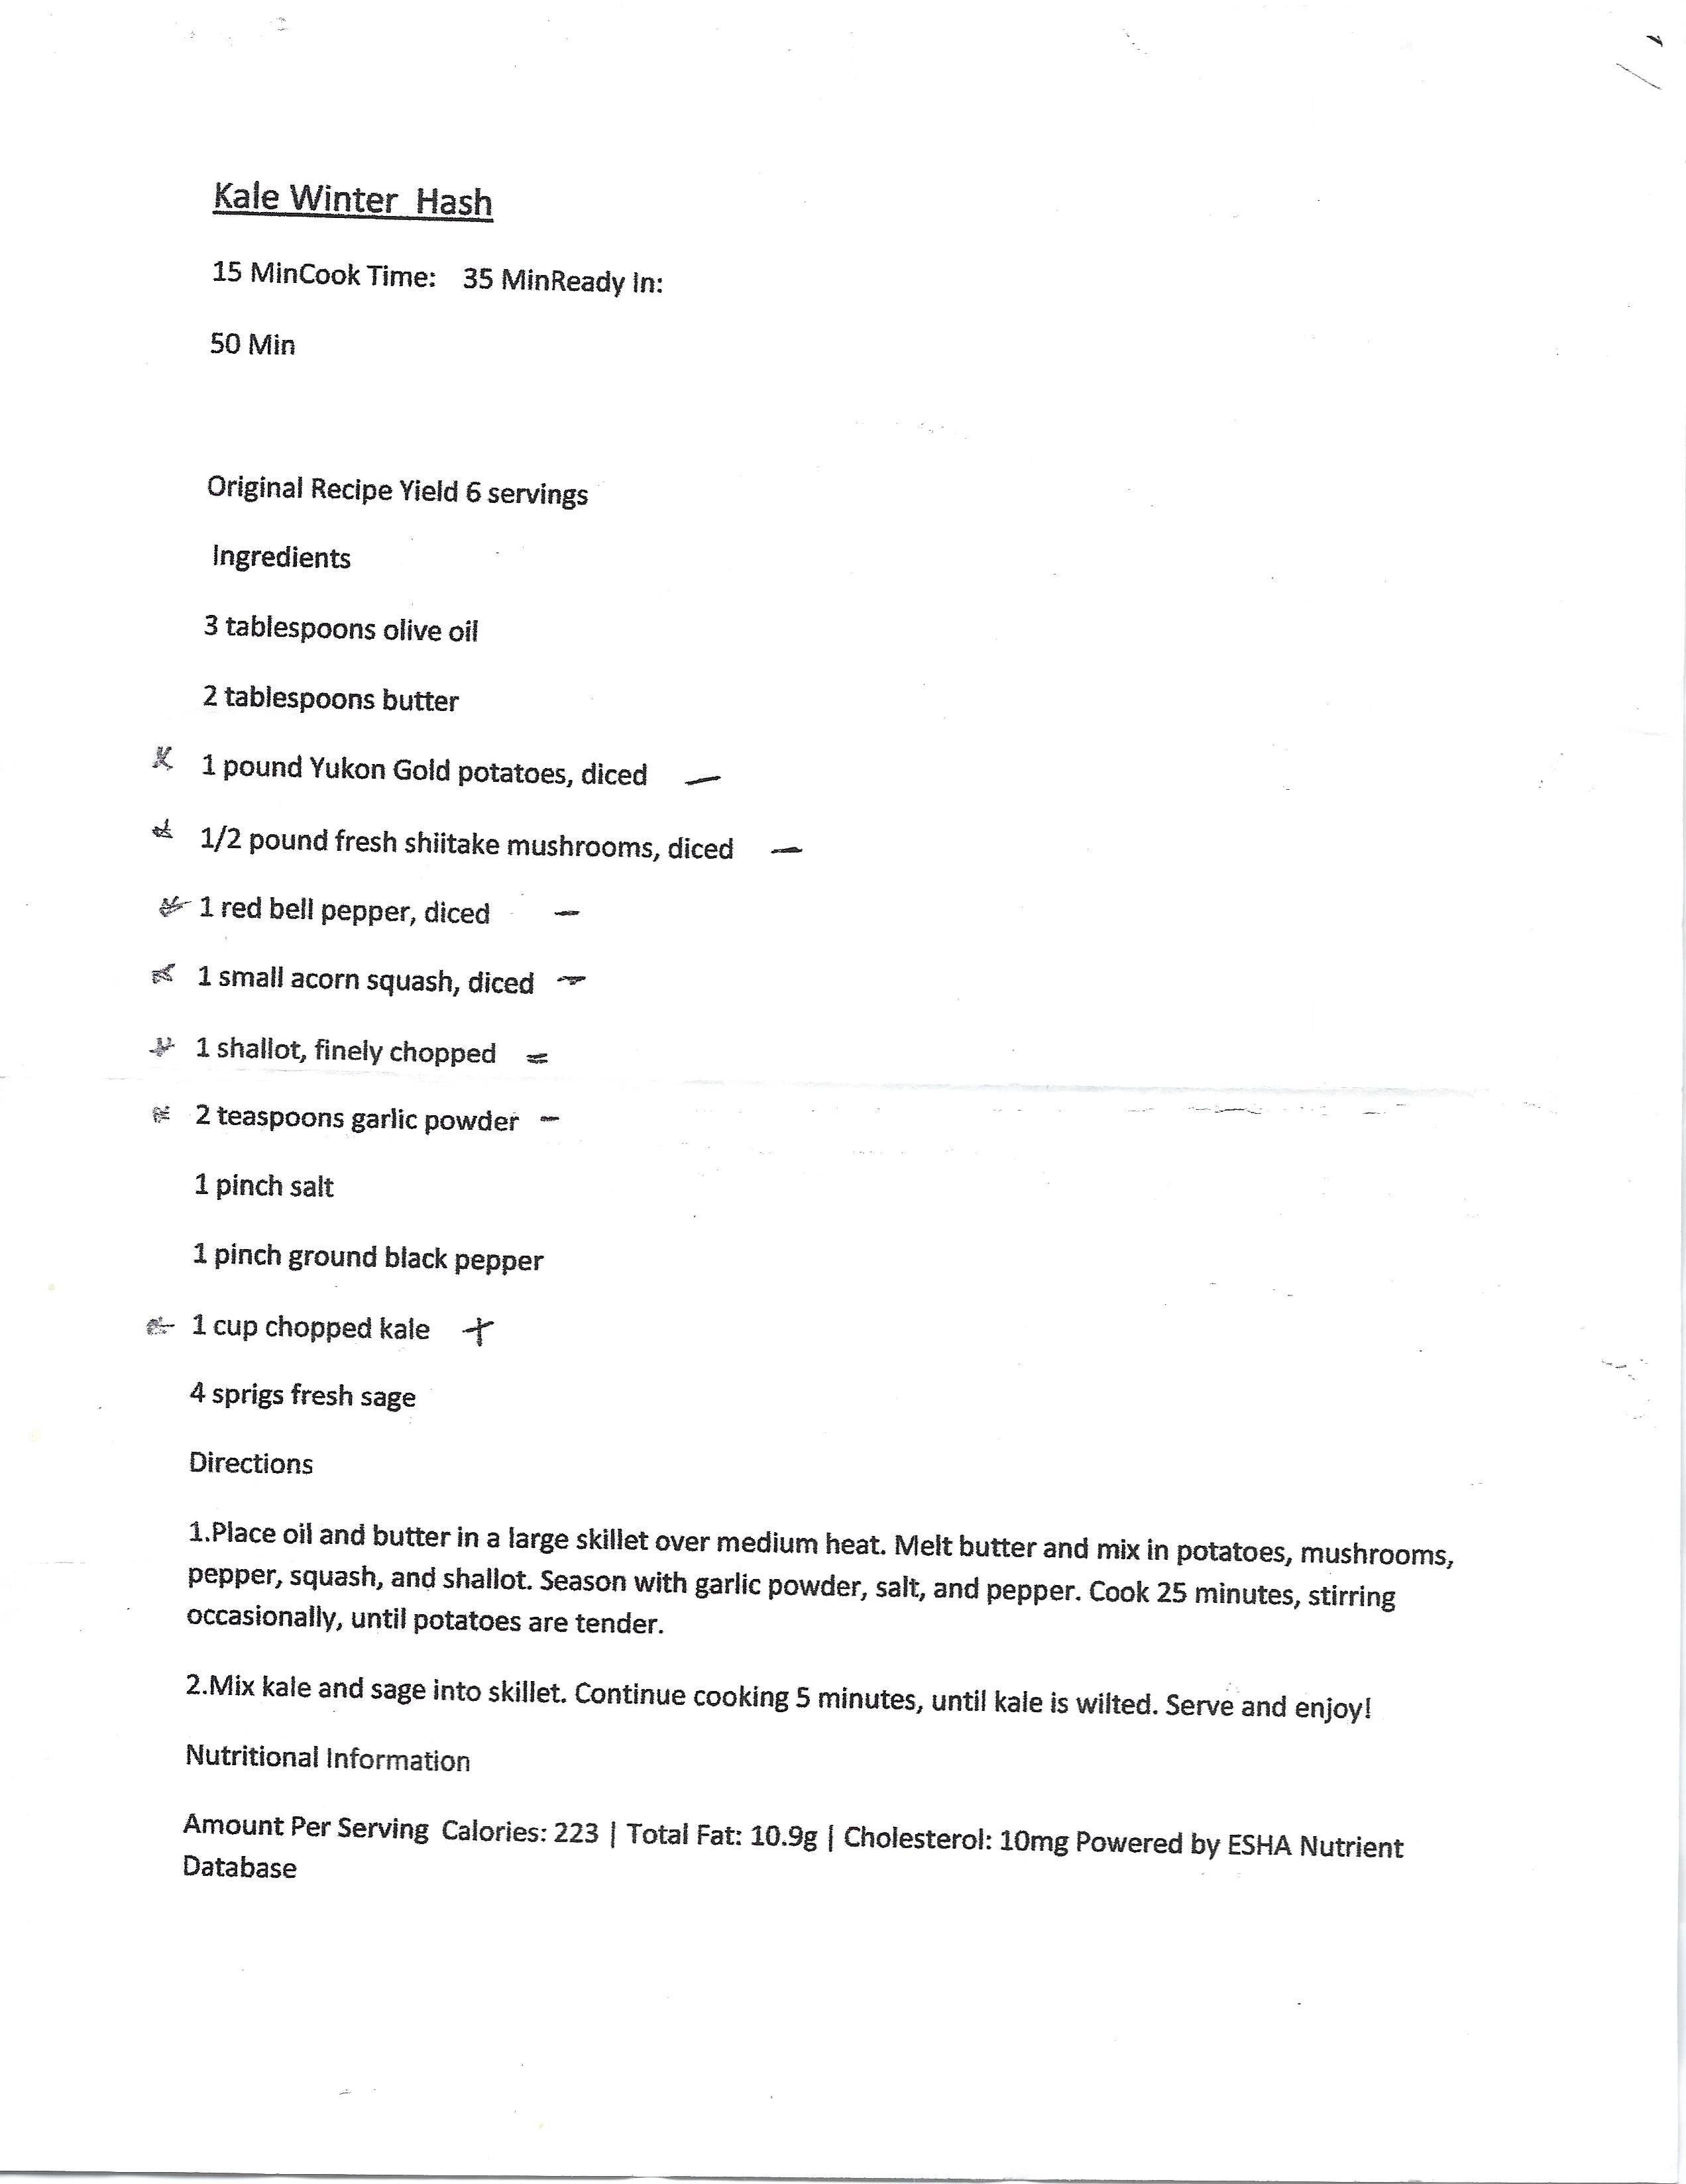 Kale Winter Hash
15 MinCook Time: 35 MinReady In:
50 Min
Original Recipe Yield 6 servings
Ingredients
3 tablespoons olive oil
2 tablespoons butter
1 pound Yukon Gold potatoes, diced —
1/2 pound fresh shiitake mushrooms, diced —
1 red bell pepper, diced —
1 small acorn squash, diced —
1 shallot, finely chopped =
2 teaspoons garlic powder –
1 pinch salt
1 pinch ground black pepper
1 cup chopped kale +
4 sprigs fresh sage
Directions
1.Place oil and butter in a large skillet over medium heat. Melt butter and mix in potatoes, mushrooms,
pepper, squash, and shallot. Season with garlic powder, salt, and pepper. Cook 25 minutes, stirring
occasionally, until potatoes are tender.
2.Mix kale and sage into skillet. Continue cooking 5 minutes, until kale is wilted. Serve and enjoy!
Nutritional Information
Amount Per Serving Calories: 223 | Total Fat: 10.9g | Cholesterol: 10mg Powered by ESHA Nutrient
Database